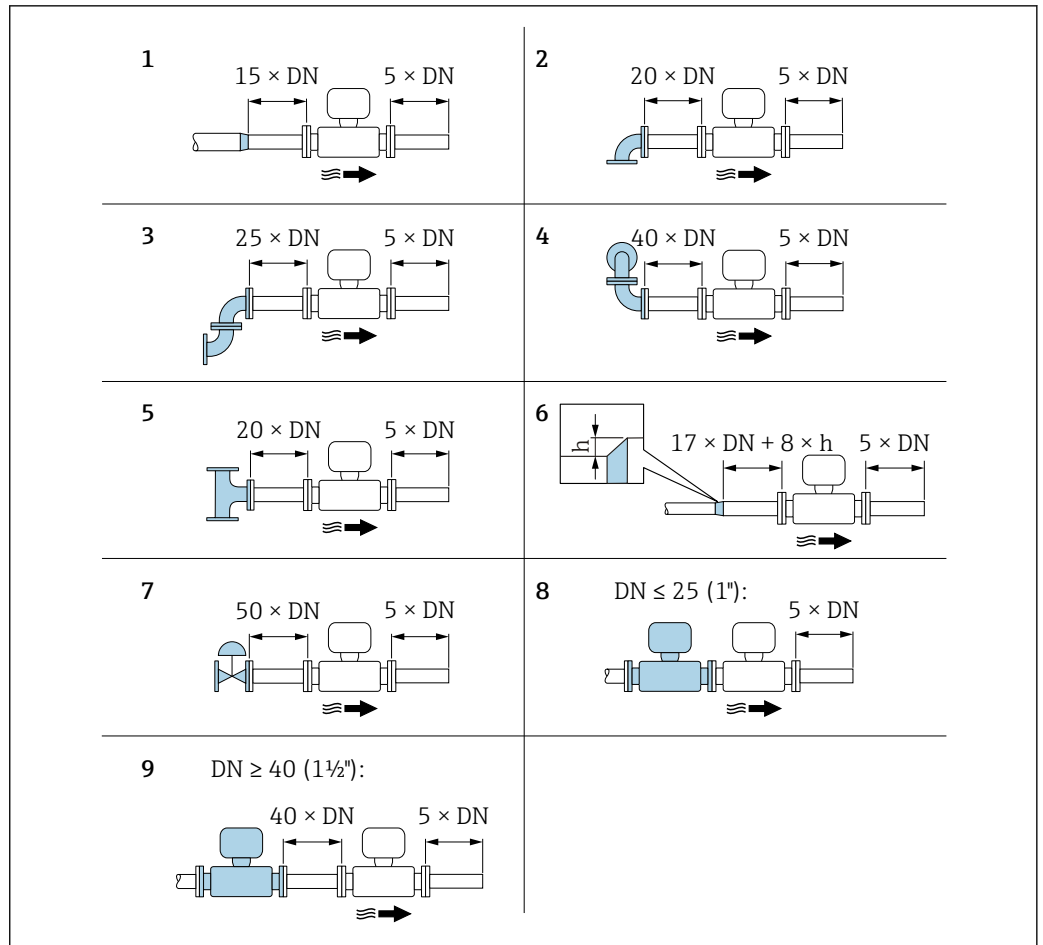 1
15 × DN 5 × DN
2
20 × DN 5 × DN
3
25 × DN 5 × DN
4
40 × DN 5 × DN
5
20 × DN 5 × DN
6
h
17 × DN + 8 × h 5 × DN
7
50 × DN 5 × DN
8 DN ≤ 25 (1"):
5 × DN
9 DN ≥ 40 (1½"):
40 × DN 5 × DN